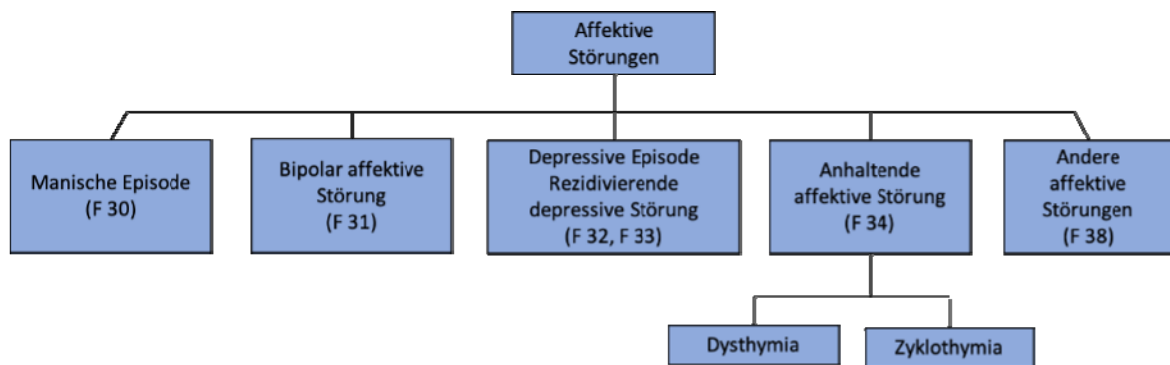 Affektive
Störungen
Manische Episode
(F 30)
Bipolar affektive
Störung
(F 31)
Depressive Episode
Rezidivierende
depressive Störung
(F 32, F 33)
Anhaltende
affektive Störung
(F 34)
Andere
affektive
Störungen
(F 38)
Dysthymia
Zyklothymia